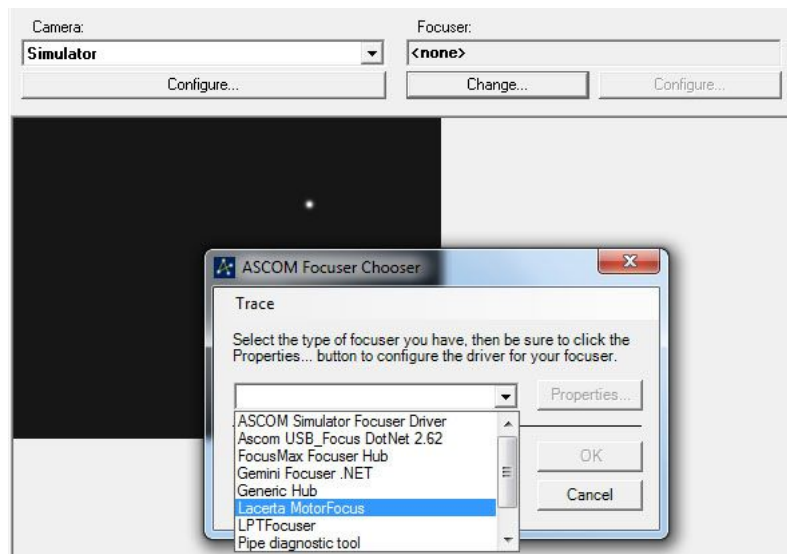 Camera:
Focuser:
Simulator
<none>
Configure...
Change...
Configure...
ASCOM Focuser Chooser
Trace
Select the type of focuser you have, then be sure to click the
Properties... button to configure the driver for your focuser.
Properties...
ASCOM Simulator Focuser Driver
Ascom USB_Focus DotNet 2.62
FocusMax Focuser Hub
Gemini Focuser .NET
Generic Hub
Lacerta MotorFocus
LPTFocuser
Pipe diagnostic tool
OK
Cancel